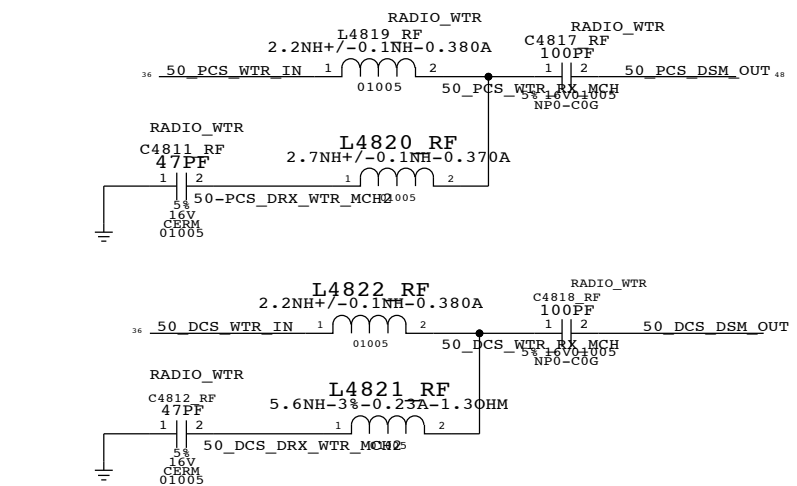 RADIO_WTR
L4819_RF
2.2NH+/-0.1NH-0.380A
RADIO_WTR
C4817_RF
100PF
36 50_PCS_WTR_IN 1 2 1 2 50_PCS_DSM_OUT 48
01005
50_PCS_WTR_RX_MCH
5% 16V 01005
NP0-C0G
RADIO_WTR
C4811_RF
47PF
L4820_RF
2.7NH+/-0.1NH-0.370A
1 2 1 2
50-PCS_DRX_WTR_MCH2
01005
5%
16V
CERM
01005
L4822_RF
2.2NH+/-0.1NH-0.380A
RADIO_WTR
C4818_RF
100PF
36 50_DCS_WTR_IN 1 2 1 2 50_DCS_DSM_OUT
01005
50_DCS_WTR_RX_MCH
5% 16V 01005
NP0-C0G
RADIO_WTR
C4812_RF
47PF
L4821_RF
5.6NH-3%-0.23A-1.3OHM
1 2 1 2
50_DCS_DRX_WTR_MCH2
01005
5%
16V
CERM
01005